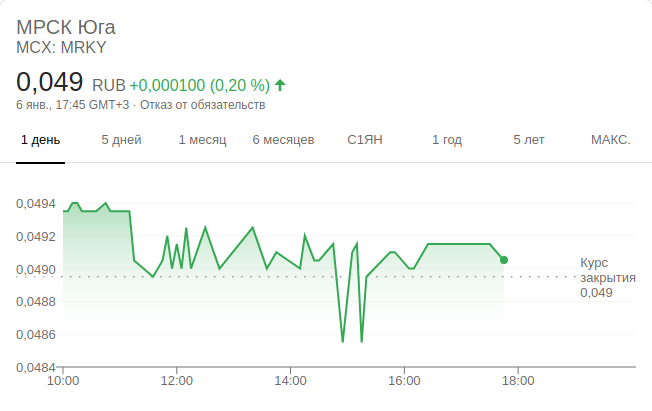 МРСК Юга
MCX: MRKY
0,049 RUB +0,000100 (0,20 %)
6 янв., 17:45 GMT+3 · Отказ от обязательств
1 день 5 дней 1 месяц 6 месяцев С1ЯН 1 год 5 лет МАКС.
0,0494
0,0492
0,0490
0,0488
0,0486
0,0484
Курс
закрытия
0,049
10:00 12:00 14:00 16:00 18:00